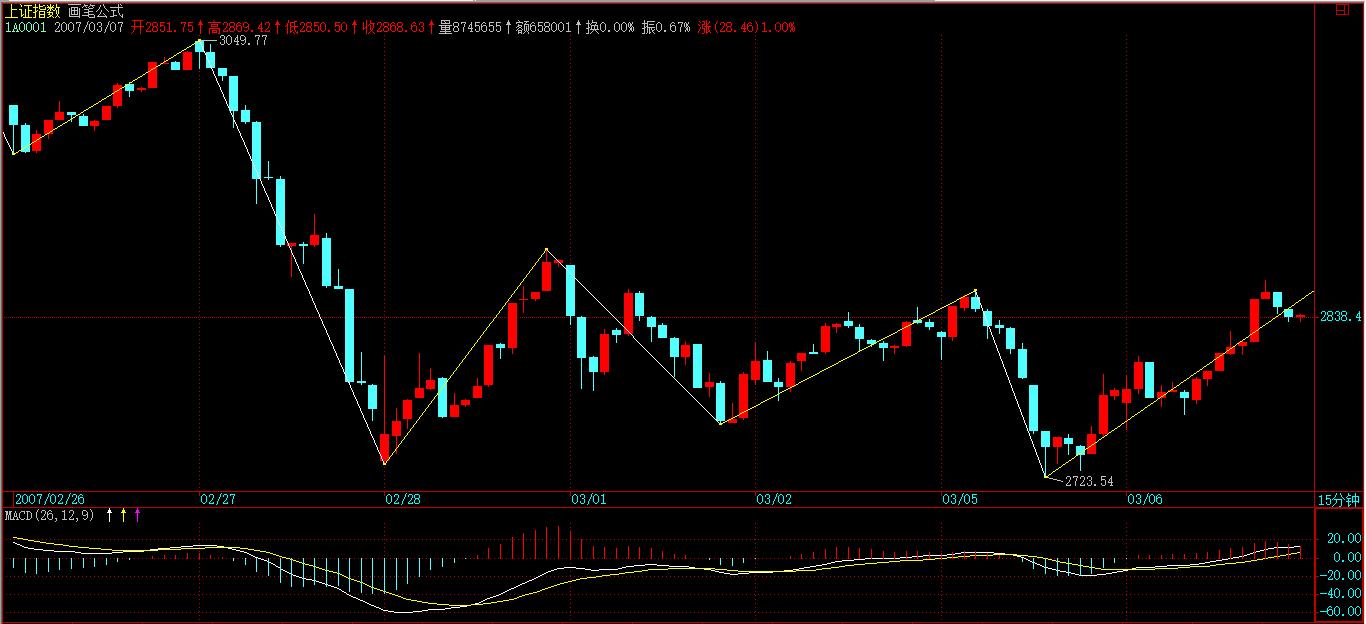 上证指数 画笔公式
1A0001 2007/03/07 开2851.75↑高2869.42↑低2850.50↑收2868.63↑量8745655↑额658001↑换0.00% 振0.67% 涨(28.46)1.00%
3049.77
2838.4
2723.54
2007/02/26 02/27 02/28 03/01 03/02 03/05 03/06 15分钟
MACD(26,12,9) ↑ ↑ ↑
20.00
0.00
-20.00
-40.00
-60.00